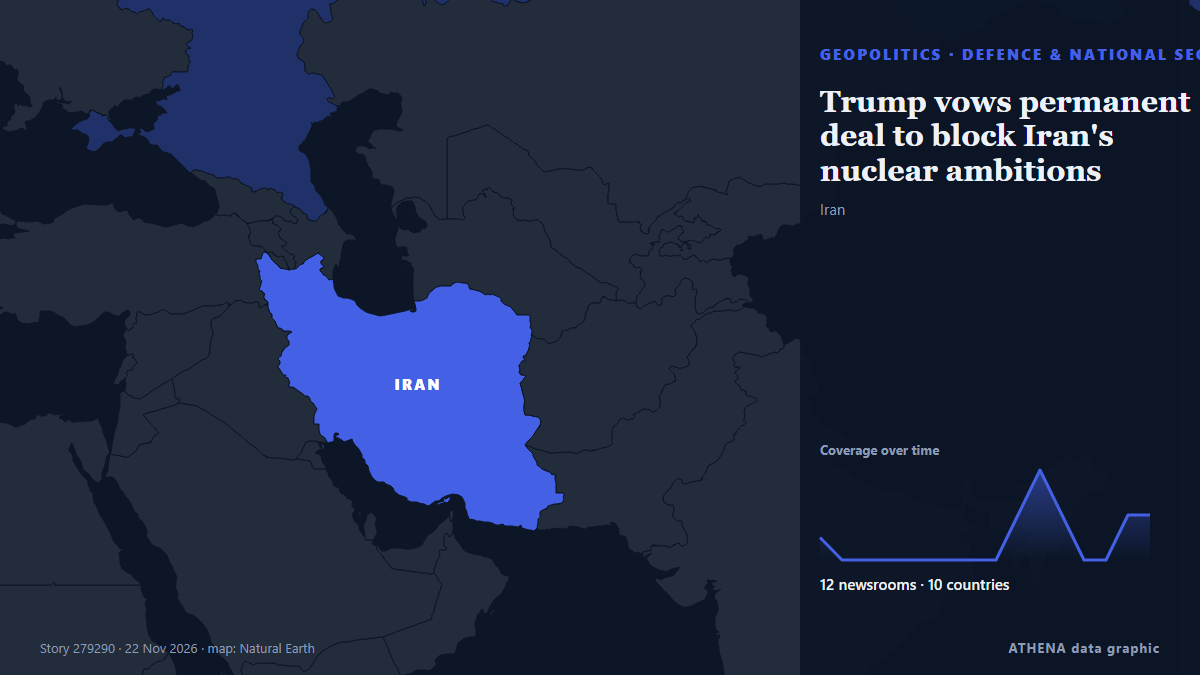 GEOPOLITICS · DEFENCE & NATIONAL SEC
Trump vows permanent
deal to block Iran's
nuclear ambitions
Iran
IRAN
Coverage over time
12 newsrooms · 10 countries
Story 279290 · 22 Nov 2026 · map: Natural Earth
ATHENA data graphic